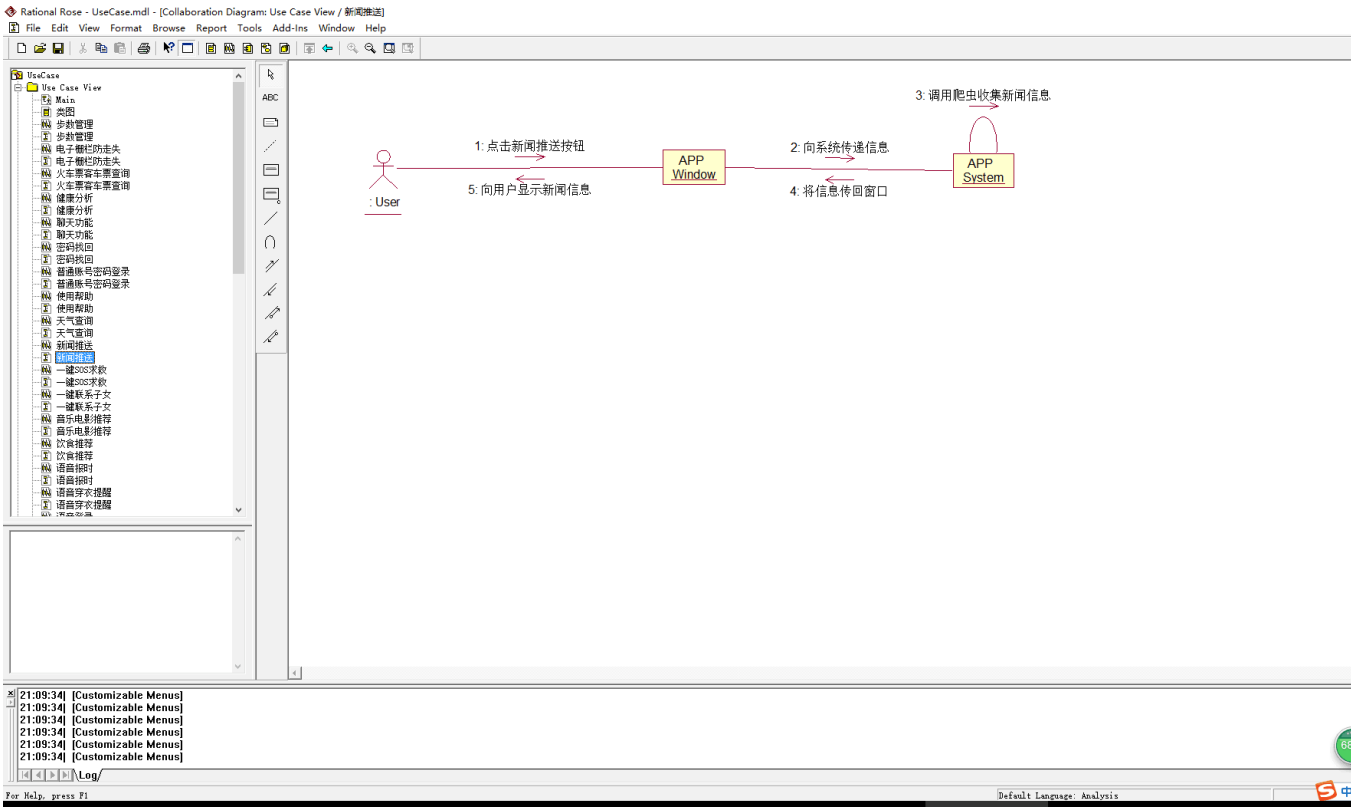 Rational Rose - UseCase.mdl - [Collaboration Diagram: Use Case View / 新闻推送]
File Edit View Format Browse Report Tools Add-Ins Window Help
UseCase
Use Case View
Main
类图
步数管理
步数管理
电子栅栏防走失
电子栅栏防走失
火车票客车票查询
火车票客车票查询
健康分析
健康分析
聊天功能
聊天功能
密码找回
密码找回
普通账号密码登录
普通账号密码登录
使用帮助
使用帮助
天气查询
天气查询
新闻推送
新闻推送
一键SOS求救
一键SOS求救
一键联系子女
一键联系子女
音乐电影推荐
音乐电影推荐
饮食推荐
饮食推荐
语音报时
语音报时
语音穿衣提醒
语音穿衣提醒
ABC
3: 调用爬虫收集新闻信息
1: 点击新闻推送按钮
2: 向系统传递信息
APP
Window
APP
System
5: 向用户显示新闻信息
4: 将信息传回窗口
: User
21:09:34| [Customizable Menus]
21:09:34| [Customizable Menus]
21:09:34| [Customizable Menus]
21:09:34| [Customizable Menus]
21:09:34| [Customizable Menus]
21:09:34| [Customizable Menus]
Log
For Help, press F1
Default Language: Analysis
中